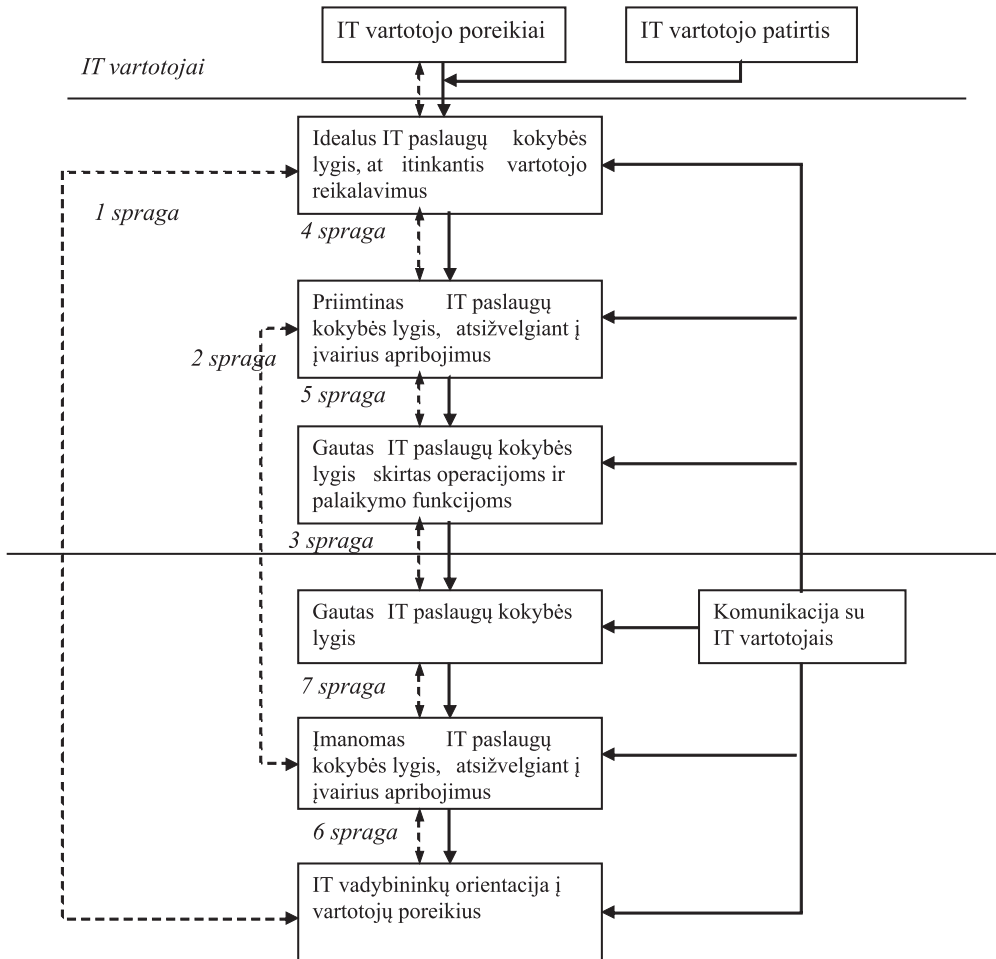 IT vartotojo poreikiai
IT vartotojo patirtis
IT vartotojai
Idealus IT paslaugų kokybės
lygis, at itinkantis vartotojo
reikalavimus
1 spraga
4 spraga
Priimtinas IT paslaugų
kokybės lygis, atsižvelgiant į
įvairius apribojimus
2 spraga
5 spraga
Gautas IT paslaugų kokybės
lygis skirtas operacijoms ir
palaikymo funkcijoms
3 spraga
Gautas IT paslaugų kokybės
lygis
Komunikacija su
IT vartotojais
7 spraga
Įmanomas IT paslaugų
kokybės lygis, atsižvelgiant į
įvairius apribojimus
6 spraga
IT vadybininkų orientacija į
vartotojų poreikius